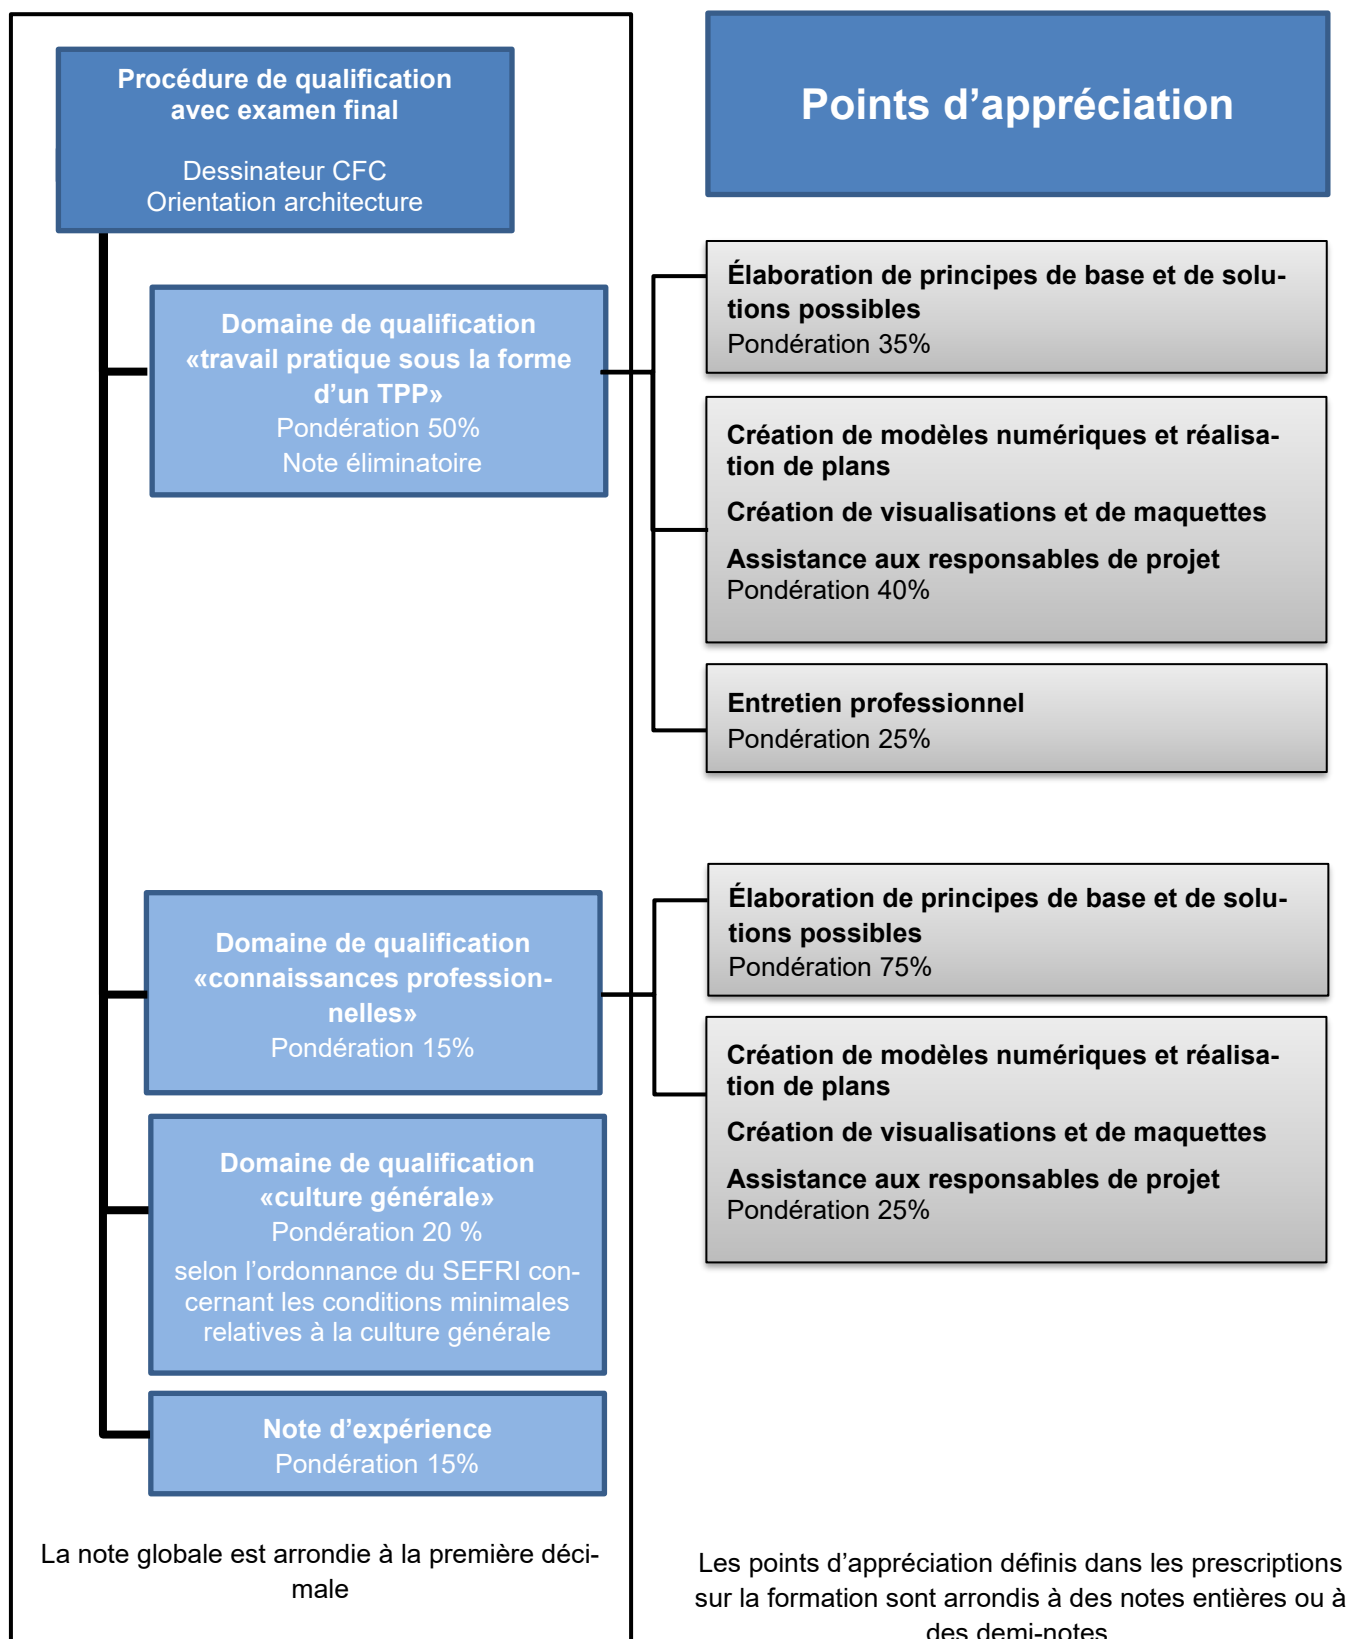 Procédure de qualification
avec examen final
Dessinateur CFC
Orientation architecture
Points d’appréciation
Domaine de qualification
«travail pratique sous la forme
d’un TPP»
Pondération 50%
Note éliminatoire
Élaboration de principes de base et de solu-
tions possibles
Pondération 35%
Création de modèles numériques et réalisa-
tion de plans
Création de visualisations et de maquettes
Assistance aux responsables de projet
Pondération 40%
Entretien professionnel
Pondération 25%
Domaine de qualification
«connaissances profession-
nelles»
Pondération 15%
Élaboration de principes de base et de solu-
tions possibles
Pondération 75%
Création de modèles numériques et réalisa-
tion de plans
Création de visualisations et de maquettes
Assistance aux responsables de projet
Pondération 25%
Domaine de qualification
«culture générale»
Pondération 20 %
selon l’ordonnance du SEFRI con-
cernant les conditions minimales
relatives à la culture générale
Note d’expérience
Pondération 15%
La note globale est arrondie à la première déci-
male
Les points d’appréciation définis dans les prescriptions
sur la formation sont arrondis à des notes entières ou à
des demi-notes